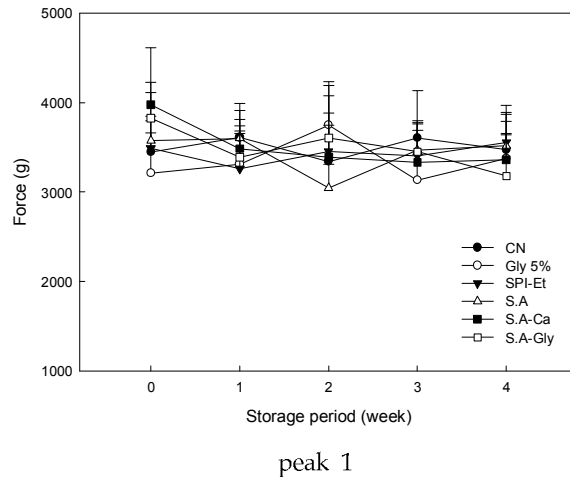 5000
4000
3000
2000
1000
Force (g)
CN
Gly 5%
SPI-Et
S.A
S.A-Ca
S.A-Gly
0 1 2 3 4
Storage period (week)
peak 1